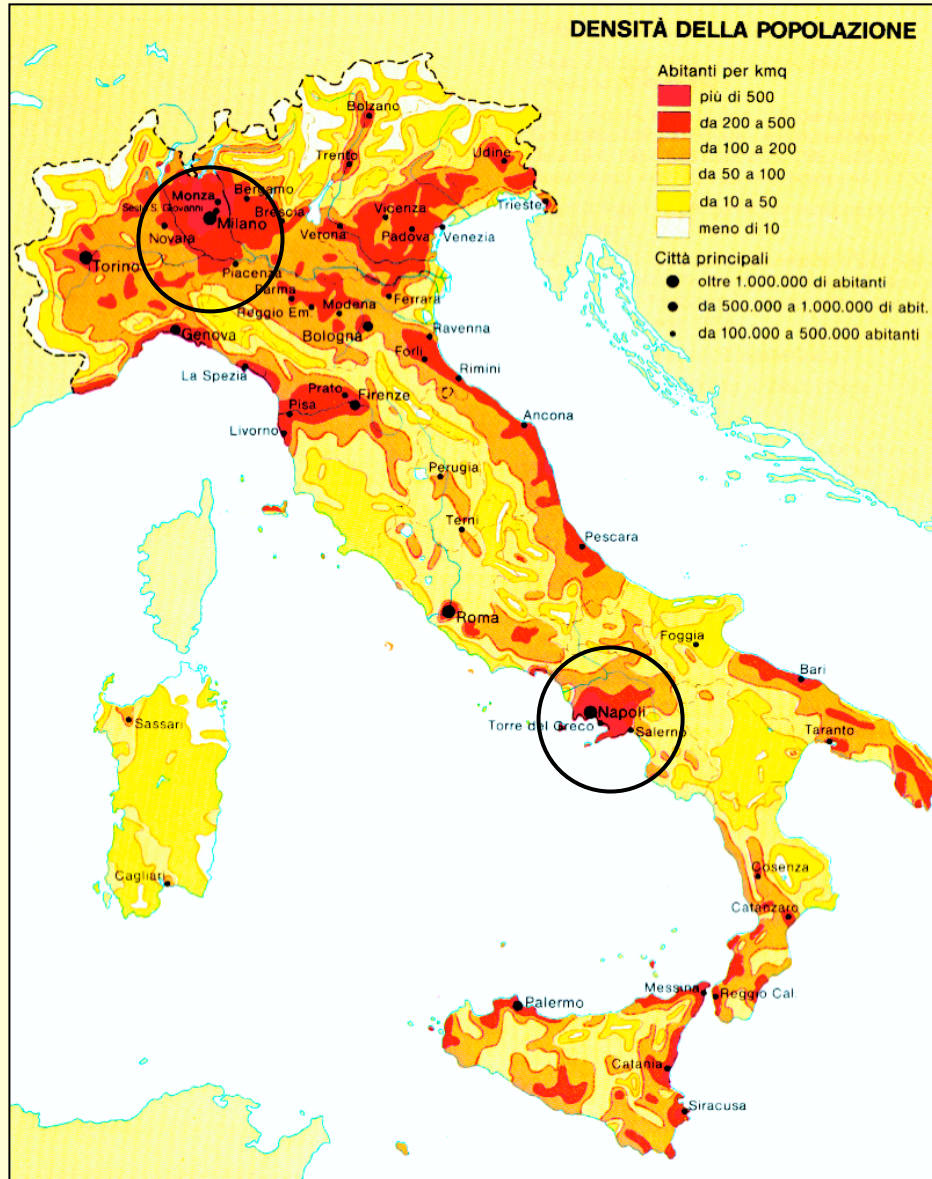 DENSITÀ DELLA POPOLAZIONE
Abitanti per kmq
più di 500
da 200 a 500
da 100 a 200
da 50 a 100
da 10 a 50
meno di 10
Città principali
oltre 1.000.000 di abitanti
da 500.000 a 1.000.000 di abit.
da 100.000 a 500.000 abitanti
Bolzano
Trento
Udine
Monza
Bergamo
Sesto S. Giovanni
Milano
Brescia
Vicenza
Trieste
Novara
Verona
Padova
Venezia
Torino
Piacenza
Parma
Modena
Ferrara
Reggio Em.
Genova
Bologna
Ravenna
Forlì
La Spezia
Rimini
Prato
Firenze
Pisa
Livorno
Ancona
Perugia
Terni
Pescara
Roma
Foggia
Bari
Napoli
Sassari
Torre del Greco
Salerno
Taranto
Cagliari
Cosenza
Catanzaro
Messina
Reggio Cal.
Palermo
Catania
Siracusa